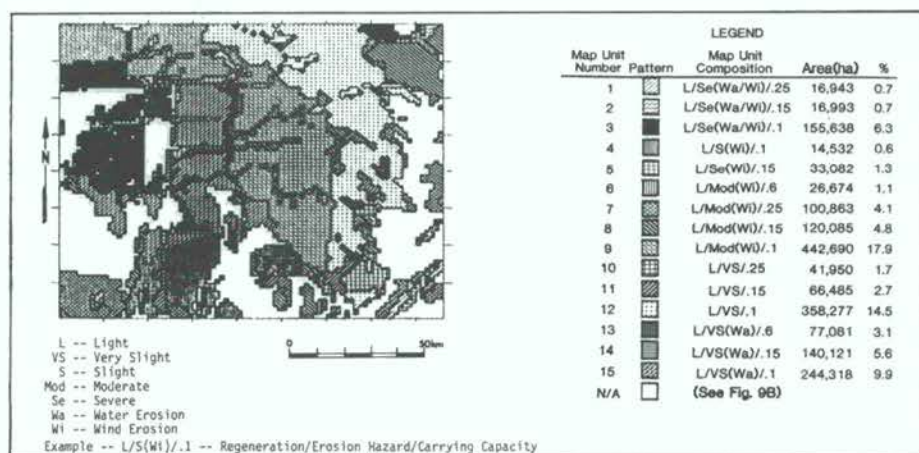 N
0 50km
L -- Light
VS -- Very Slight
S -- Slight
Mod -- Moderate
Se -- Severe
Wa -- Water Erosion
Wi -- Wind Erosion
Example -- L/S(Wi)/.1 -- Regeneration/Erosion Hazard/Carrying Capacity
LEGEND
Map Unit Number Pattern Map Unit Composition Area(ha) %
1 L/Se(Wa/Wi)/.25 16,943 0.7
2 L/Se(Wa/Wi)/.15 16,993 0.7
3 L/Se(Wa/Wi)/.1 155,638 6.3
4 L/S(Wi)/.1 14,532 0.6
5 L/Se(Wi)/.15 33,082 1.3
6 L/Mod(Wi)/.6 26,674 1.1
7 L/Mod(Wi)/.25 100,863 4.1
8 L/Mod(Wi)/.15 120,085 4.8
9 L/Mod(Wi)/.1 442,690 17.9
10 L/VS/.25 41,950 1.7
11 L/VS/.15 66,485 2.7
12 L/VS/.1 358,277 14.5
13 L/VS(Wa)/.6 77,081 3.1
14 L/VS(Wa)/.15 140,121 5.6
15 L/VS(Wa)/.1 244,318 9.9
N/A (See Fig. 9B)